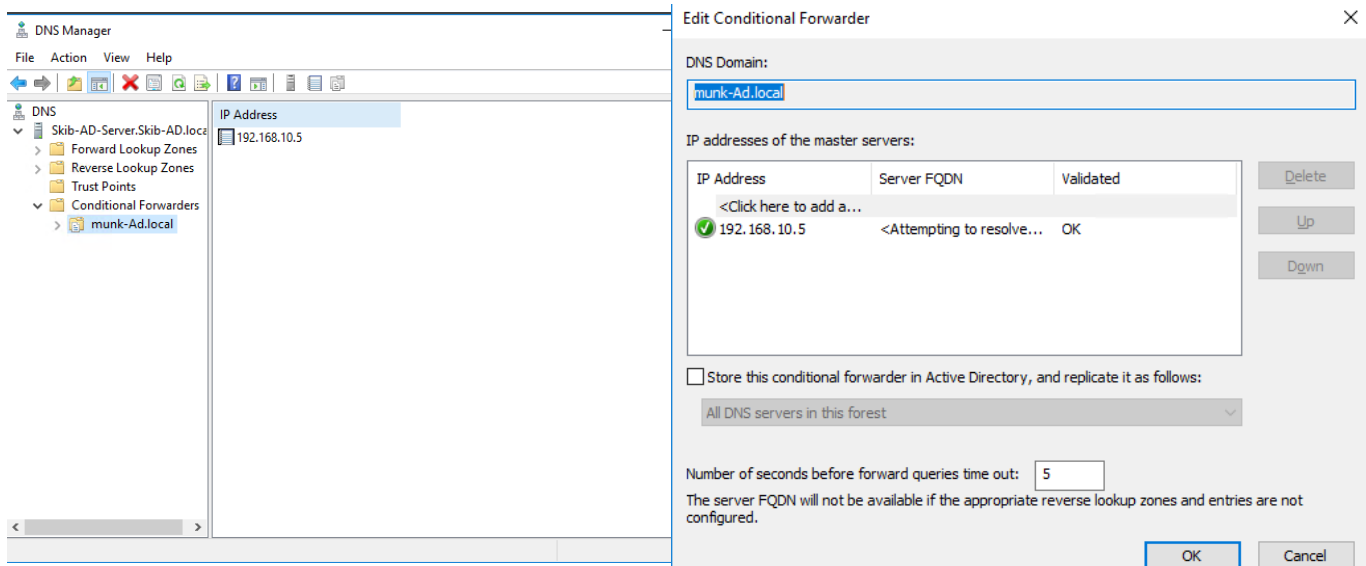 DNS Manager
File Action View Help
DNS
Skib-AD-Server.Skib-AD.loca
Forward Lookup Zones
Reverse Lookup Zones
Trust Points
Conditional Forwarders
munk-Ad.local
IP Address
192.168.10.5
Edit Conditional Forwarder
DNS Domain:
munk-Ad.local
IP addresses of the master servers:
IP Address Server FQDN Validated
<Click here to add a...
192.168.10.5 <Attempting to resolve... OK
Delete
Up
Down
Store this conditional forwarder in Active Directory, and replicate it as follows:
All DNS servers in this forest
Number of seconds before forward queries time out: 5
The server FQDN will not be available if the appropriate reverse lookup zones and entries are not
configured.
OK Cancel